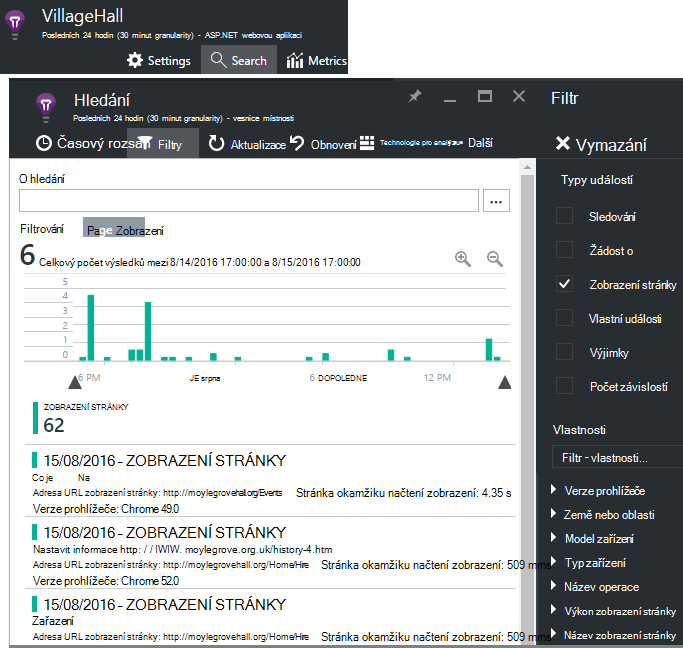 VillageHall
Posledních 24 hodin (30 minut granularity) - ASP.NET webovou aplikaci
Settings Search Metrics
Hledání
Posledních 24 hodin (30 minut granularity) - vesnice místnosti
Časový rozsah Filtry Aktualizace Obnovení Technologie pro analýzu Další
O hledání
...
Filtrování Page Zobrazení
6 Celkový počet výsledků mezi 8/14/2016 17:00:00 a 8/15/2016 17:00:00
5
4
3
2
1
0
6 PM JE srpna 6 DOPOLEDNE 12 PM
ZOBRAZENÍ STRÁNKY
62
15/08/2016 - ZOBRAZENÍ STRÁNKY
Co je Na
Adresa URL zobrazení stránky: http://moylegrovehall.org/Events Stránka okamžiku načtení zobrazení: 4.35 s
Verze prohlížeče: Chrome 49.0
15/08/2016 - ZOBRAZENÍ STRÁNKY
Nastavit informace http: / / IWIW. moylegrove.org.uk/history-4.htm
Adresa URL zobrazení stránky: http://moylegrovehall.org/Home/Hire Stránka okamžiku načtení zobrazení: 509 mms
Verze prohlížeče: Chrome 52.0
15/08/2016 - ZOBRAZENÍ STRÁNKY
Zařazení
Adresa URL zobrazení stránky: http://moylegrovehall.org/Home/Hire Stránka okamžiku načtení zobrazení: 509 mms
Filtr
Vymazání
Typy událostí
Sledování
Žádost o
Zobrazení stránky
Vlastní události
Výjimky
Počet závislostí
Vlastnosti
Filtr - vlastnosti...
Verze prohlížeče
Země nebo oblasti
Model zařízení
Typ zařízení
Název operace
Výkon zobrazení stránky
Název zobrazení stránky